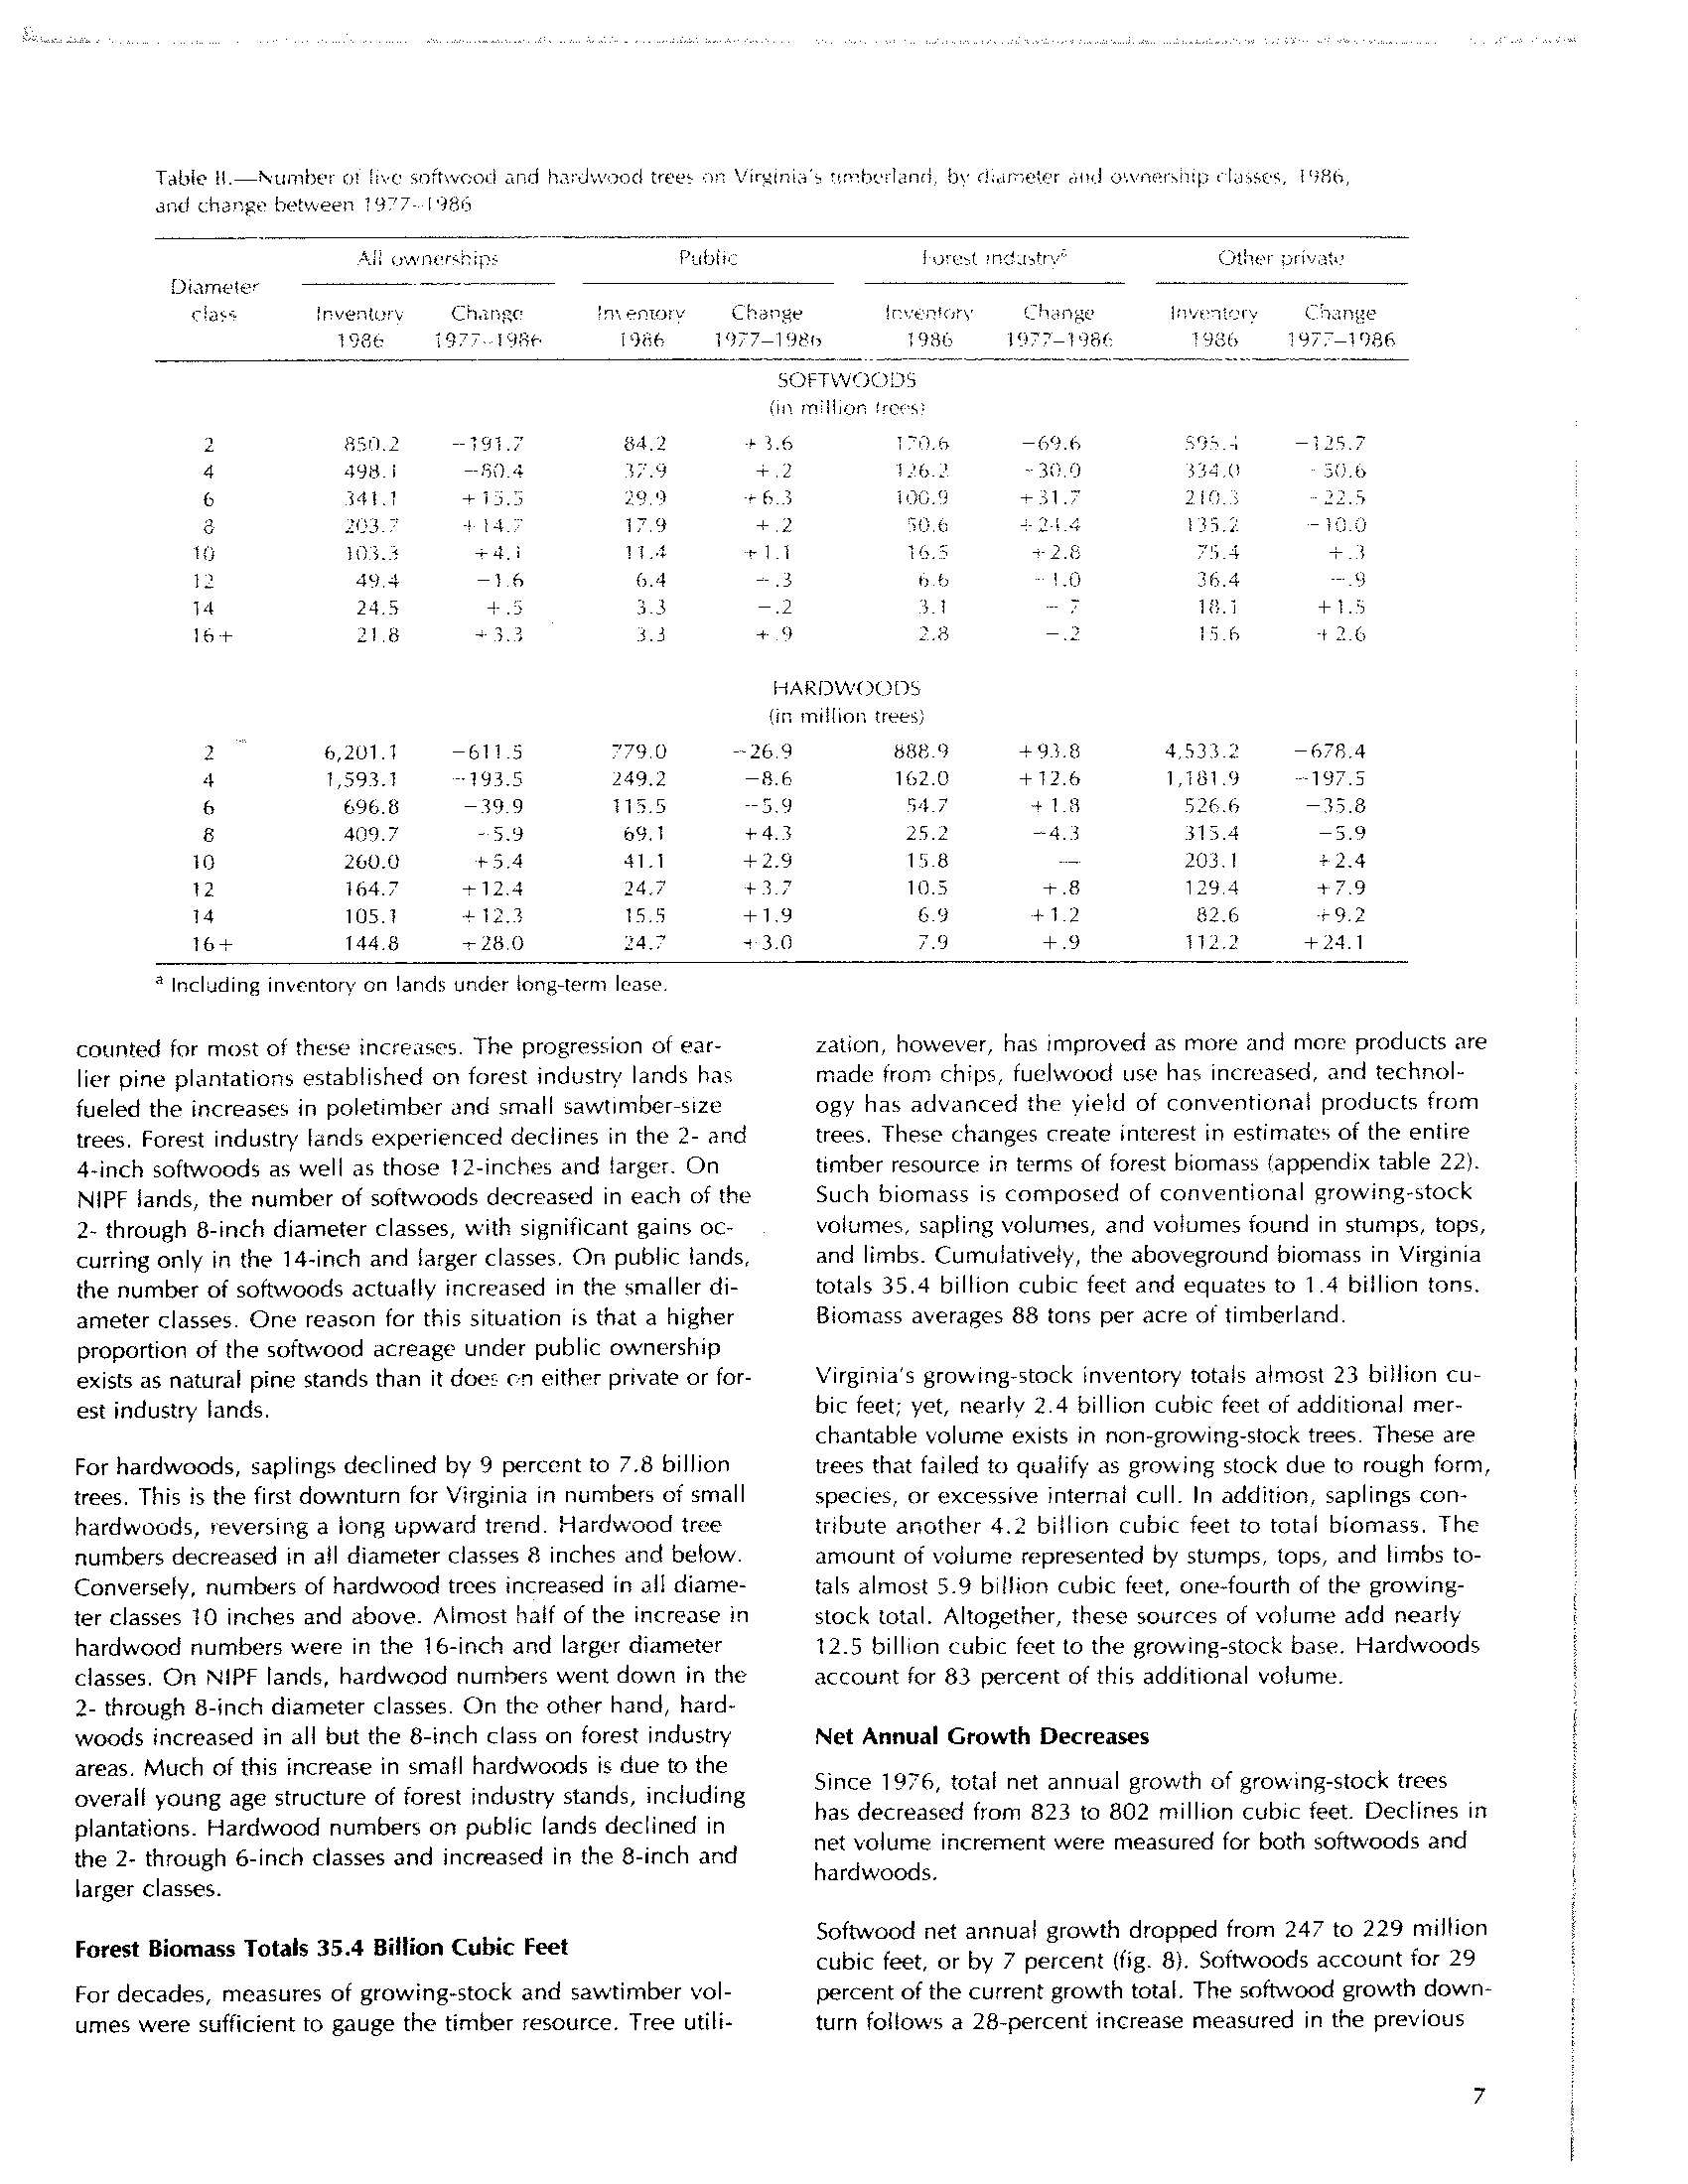 Table II.—Number of live softwood and hardwood trees on Virginia's timberland, by diameter and ownership classes, 1986,
and change between 1977–1986
All ownerships Public Forest industryᵃ Other private
Diameter
class Inventory Change Inventory Change Inventory Change Inventory Change
1986 1977–1986 1986 1977–1986 1986 1977–1986 1986 1977–1986
SOFTWOODS
(in million trees)
2 850.2 −191.7 84.2 +3.6 170.6 −69.6 595.4 −125.7
4 498.1 −80.4 37.9 +.2 126.2 −30.0 334.0 −50.6
6 341.1 +15.5 29.9 +6.3 100.9 +31.7 210.3 −22.5
8 203.7 +14.7 17.9 +.2 50.6 +24.4 135.2 −10.0
10 103.3 +4.1 11.4 +1.1 16.5 +2.8 75.4 +.3
12 49.4 −1.6 6.4 −.3 6.6 −1.0 36.4 −.9
14 24.5 +.5 3.3 −.2 3.1 −.7 18.1 +1.5
16+ 21.8 +3.3 3.3 +.9 2.8 −.2 15.6 +2.6
HARDWOODS
(in million trees)
2 6,201.1 −611.5 779.0 −26.9 888.9 +93.8 4,533.2 −678.4
4 1,593.1 −193.5 249.2 −8.6 162.0 +12.6 1,181.9 −197.5
6 696.8 −39.9 115.5 −5.9 54.7 +1.8 526.6 −35.8
8 409.7 −5.9 69.1 +4.3 25.2 −4.3 315.4 −5.9
10 260.0 +5.4 41.1 +2.9 15.8 — 203.1 +2.4
12 164.7 +12.4 24.7 +3.7 10.5 +.8 129.4 +7.9
14 105.1 +12.3 15.5 +1.9 6.9 +1.2 82.6 +9.2
16+ 144.8 +28.0 24.7 +3.0 7.9 +.9 112.2 +24.1
ᵃ Including inventory on lands under long-term lease.
counted for most of these increases. The progression of ear-
lier pine plantations established on forest industry lands has
fueled the increases in poletimber and small sawtimber-size
trees. Forest industry lands experienced declines in the 2- and
4-inch softwoods as well as those 12-inches and larger. On
NIPF lands, the number of softwoods decreased in each of the
2- through 8-inch diameter classes, with significant gains oc-
curring only in the 14-inch and larger classes. On public lands,
the number of softwoods actually increased in the smaller di-
ameter classes. One reason for this situation is that a higher
proportion of the softwood acreage under public ownership
exists as natural pine stands than it does on either private or for-
est industry lands.
For hardwoods, saplings declined by 9 percent to 7.8 billion
trees. This is the first downturn for Virginia in numbers of small
hardwoods, reversing a long upward trend. Hardwood tree
numbers decreased in all diameter classes 8 inches and below.
Conversely, numbers of hardwood trees increased in all diame-
ter classes 10 inches and above. Almost half of the increase in
hardwood numbers were in the 16-inch and larger diameter
classes. On NIPF lands, hardwood numbers went down in the
2- through 8-inch diameter classes. On the other hand, hard-
woods increased in all but the 8-inch class on forest industry
areas. Much of this increase in small hardwoods is due to the
overall young age structure of forest industry stands, including
plantations. Hardwood numbers on public lands declined in
the 2- through 6-inch classes and increased in the 8-inch and
larger classes.
Forest Biomass Totals 35.4 Billion Cubic Feet
For decades, measures of growing-stock and sawtimber vol-
umes were sufficient to gauge the timber resource. Tree utili-
zation, however, has improved as more and more products are
made from chips, fuelwood use has increased, and technol-
ogy has advanced the yield of conventional products from
trees. These changes create interest in estimates of the entire
timber resource in terms of forest biomass (appendix table 22).
Such biomass is composed of conventional growing-stock
volumes, sapling volumes, and volumes found in stumps, tops,
and limbs. Cumulatively, the aboveground biomass in Virginia
totals 35.4 billion cubic feet and equates to 1.4 billion tons.
Biomass averages 88 tons per acre of timberland.
Virginia's growing-stock inventory totals almost 23 billion cu-
bic feet; yet, nearly 2.4 billion cubic feet of additional mer-
chantable volume exists in non-growing-stock trees. These are
trees that failed to qualify as growing stock due to rough form,
species, or excessive internal cull. In addition, saplings con-
tribute another 4.2 billion cubic feet to total biomass. The
amount of volume represented by stumps, tops, and limbs to-
tals almost 5.9 billion cubic feet, one-fourth of the growing-
stock total. Altogether, these sources of volume add nearly
12.5 billion cubic feet to the growing-stock base. Hardwoods
account for 83 percent of this additional volume.
Net Annual Growth Decreases
Since 1976, total net annual growth of growing-stock trees
has decreased from 823 to 802 million cubic feet. Declines in
net volume increment were measured for both softwoods and
hardwoods.
Softwood net annual growth dropped from 247 to 229 million
cubic feet, or by 7 percent (fig. 8). Softwoods account for 29
percent of the current growth total. The softwood growth down-
turn follows a 28-percent increase measured in the previous
7